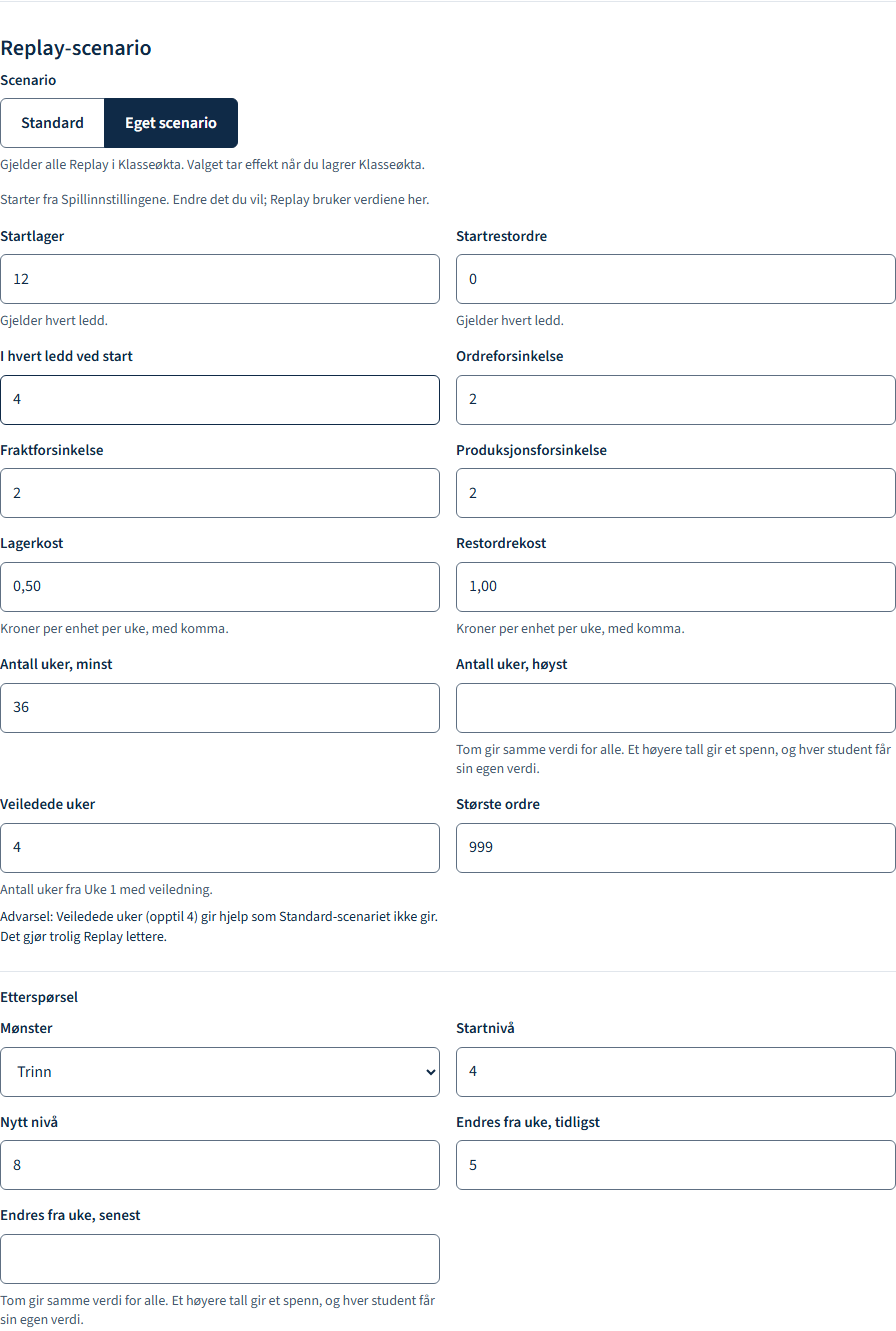 Replay-scenario
Scenario
Standard
Eget scenario
Gjelder alle Replay i Klasseøkta. Valget tar effekt når du lagrer Klasseøkta.
Starter fra Spillinnstillingene. Endre det du vil; Replay bruker verdiene her.
Startlager
Startrestordre
12
0
Gjelder hvert ledd.
Gjelder hvert ledd.
I hvert ledd ved start
Ordreforsinkelse
4
2
Fraktforsinkelse
Produksjonsforsinkelse
2
2
Lagerkost
Restordrekost
0,50
1,00
Kroner per enhet per uke, med komma.
Kroner per enhet per uke, med komma.
Antall uker, minst
Antall uker, høyst
36
Tom gir samme verdi for alle. Et høyere tall gir et spenn, og hver student får
sin egen verdi.
Veiledede uker
Største ordre
4
999
Antall uker fra Uke 1 med veiledning.
Advarsel: Veiledede uker (opptil 4) gir hjelp som Standard-scenariet ikke gir.
Det gjør trolig Replay lettere.
Etterspørsel
Mønster
Startnivå
Trinn
4
Nytt nivå
Endres fra uke, tidligst
8
5
Endres fra uke, senest
Tom gir samme verdi for alle. Et høyere tall gir et spenn, og hver student får
sin egen verdi.